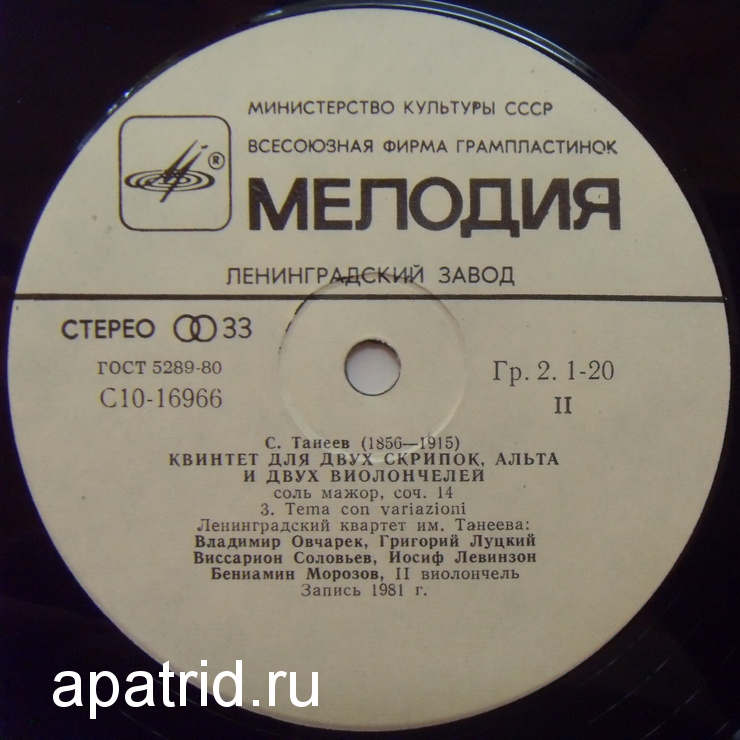 МИНИСТЕРСТВО КУЛЬТУРЫ СССР
ВСЕСОЮЗНАЯ ФИРМА ГРАМПЛАСТИНОК
®
МЕЛОДИЯ
ЛЕНИНГРАДСКИЙ ЗАВОД
СТЕРЕО 33
ГОСТ 5289-80
С10-16966
Гр. 2. 1-20
II
С. Танеев (1856—1915)
КВИНТЕТ ДЛЯ ДВУХ СКРИПОК, АЛЬТА
И ДВУХ ВИОЛОНЧЕЛЕЙ
соль мажор, соч. 14
3. Tema con variazioni
Ленинградский квартет им. Танеева:
Владимир Овчарек, Григорий Луцкий
Виссарион Соловьев, Иосиф Левинзон
Бениамин Морозов, II виолончель
Запись 1981 г.
apatrid.ru